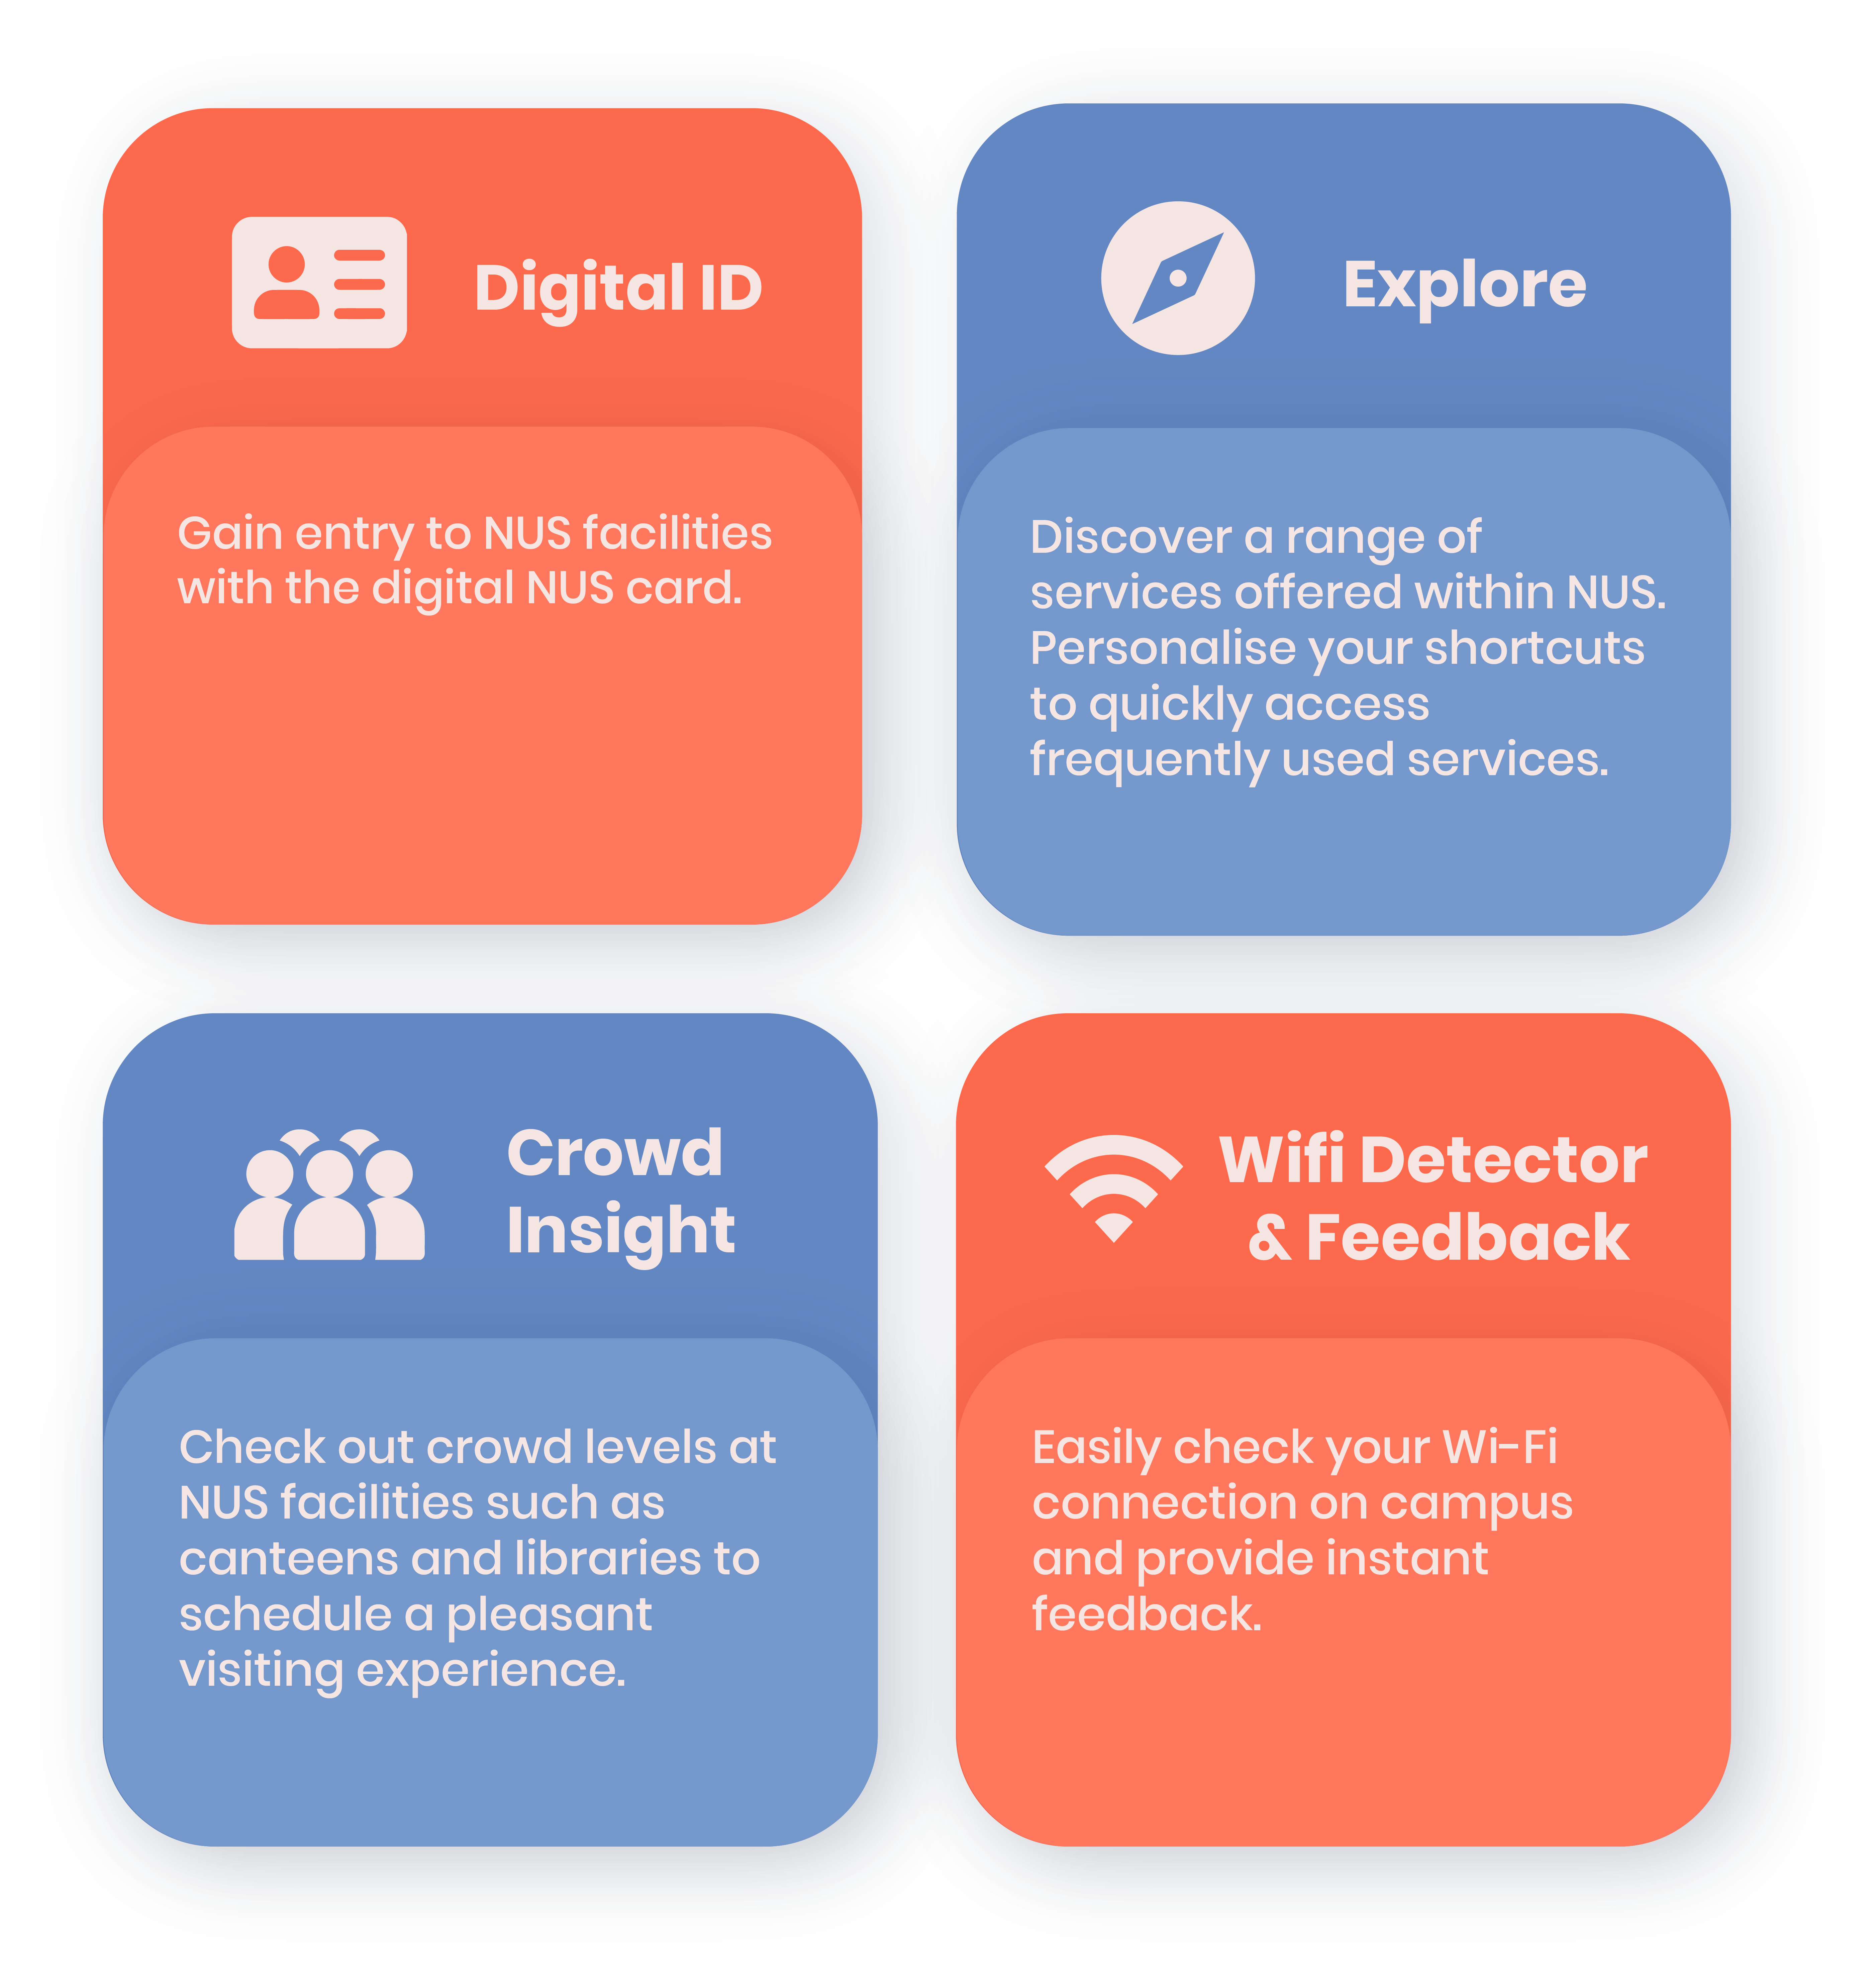 Digital ID
Gain entry to NUS facilities
with the digital NUS card.
Explore
Discover a range of
services offered within NUS.
Personalise your shortcuts
to quickly access
frequently used services.
Crowd
Insight
Check out crowd levels at
NUS facilities such as
canteens and libraries to
schedule a pleasant
visiting experience.
Wifi Detector
& Feedback
Easily check your Wi-Fi
connection on campus
and provide instant
feedback.